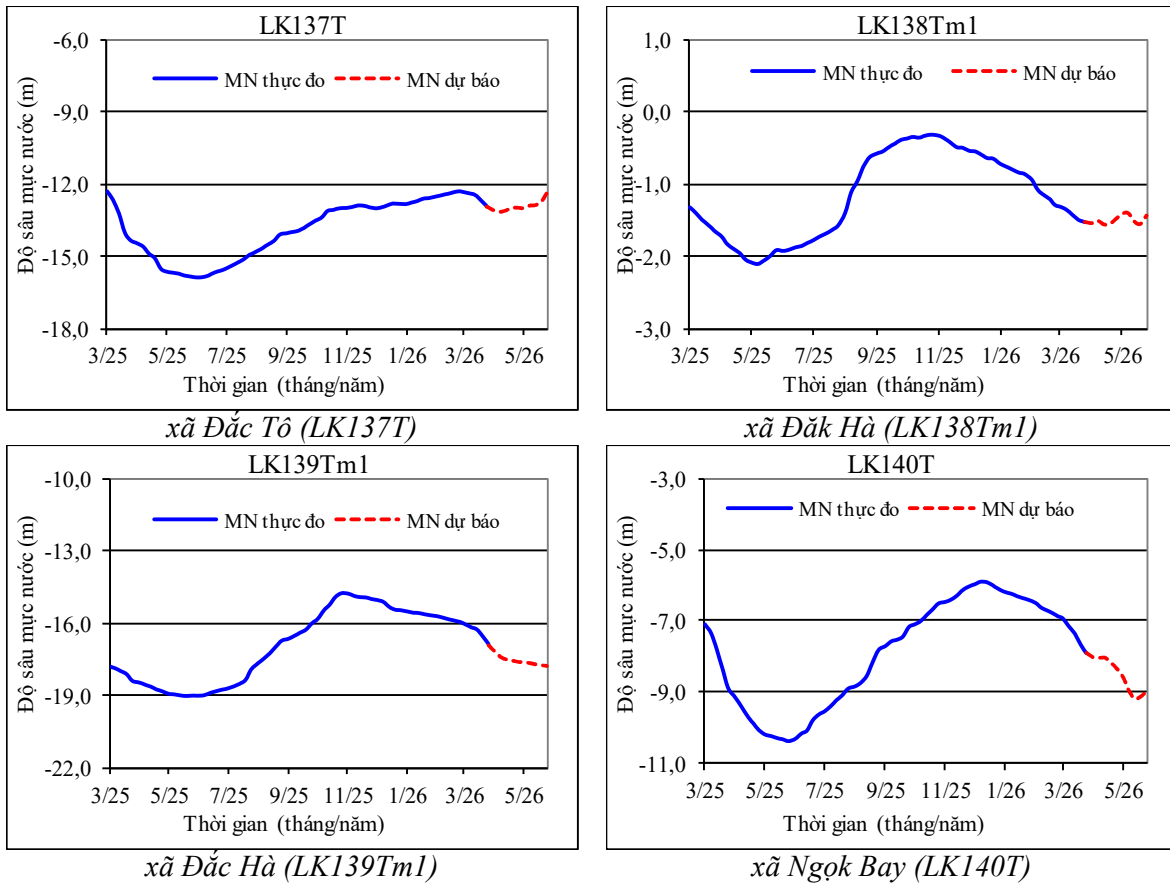 LK137T
-6,0
-9,0
-12,0
-15,0
-18,0
Độ sâu mực nước (m)
MN thực đo MN dự báo
3/25 5/25 7/25 9/25 11/25 1/26 3/26 5/26
Thời gian (tháng/năm)
xã Đắc Tô (LK137T)
LK138Tm1
1,0
0,0
-1,0
-2,0
-3,0
Độ sâu mực nước (m)
MN thực đo MN dự báo
3/25 5/25 7/25 9/25 11/25 1/26 3/26 5/26
Thời gian (tháng/năm)
xã Đăk Hà (LK138Tm1)
LK139Tm1
-10,0
-13,0
-16,0
-19,0
-22,0
Độ sâu mực nước (m)
MN thực đo MN dự báo
3/25 5/25 7/25 9/25 11/25 1/26 3/26 5/26
Thời gian (tháng/năm)
xã Đắc Hà (LK139Tm1)
LK140T
-3,0
-5,0
-7,0
-9,0
-11,0
Độ sâu mực nước (m)
MN thực đo MN dự báo
3/25 5/25 7/25 9/25 11/25 1/26 3/26 5/26
Thời gian (tháng/năm)
xã Ngọk Bay (LK140T)